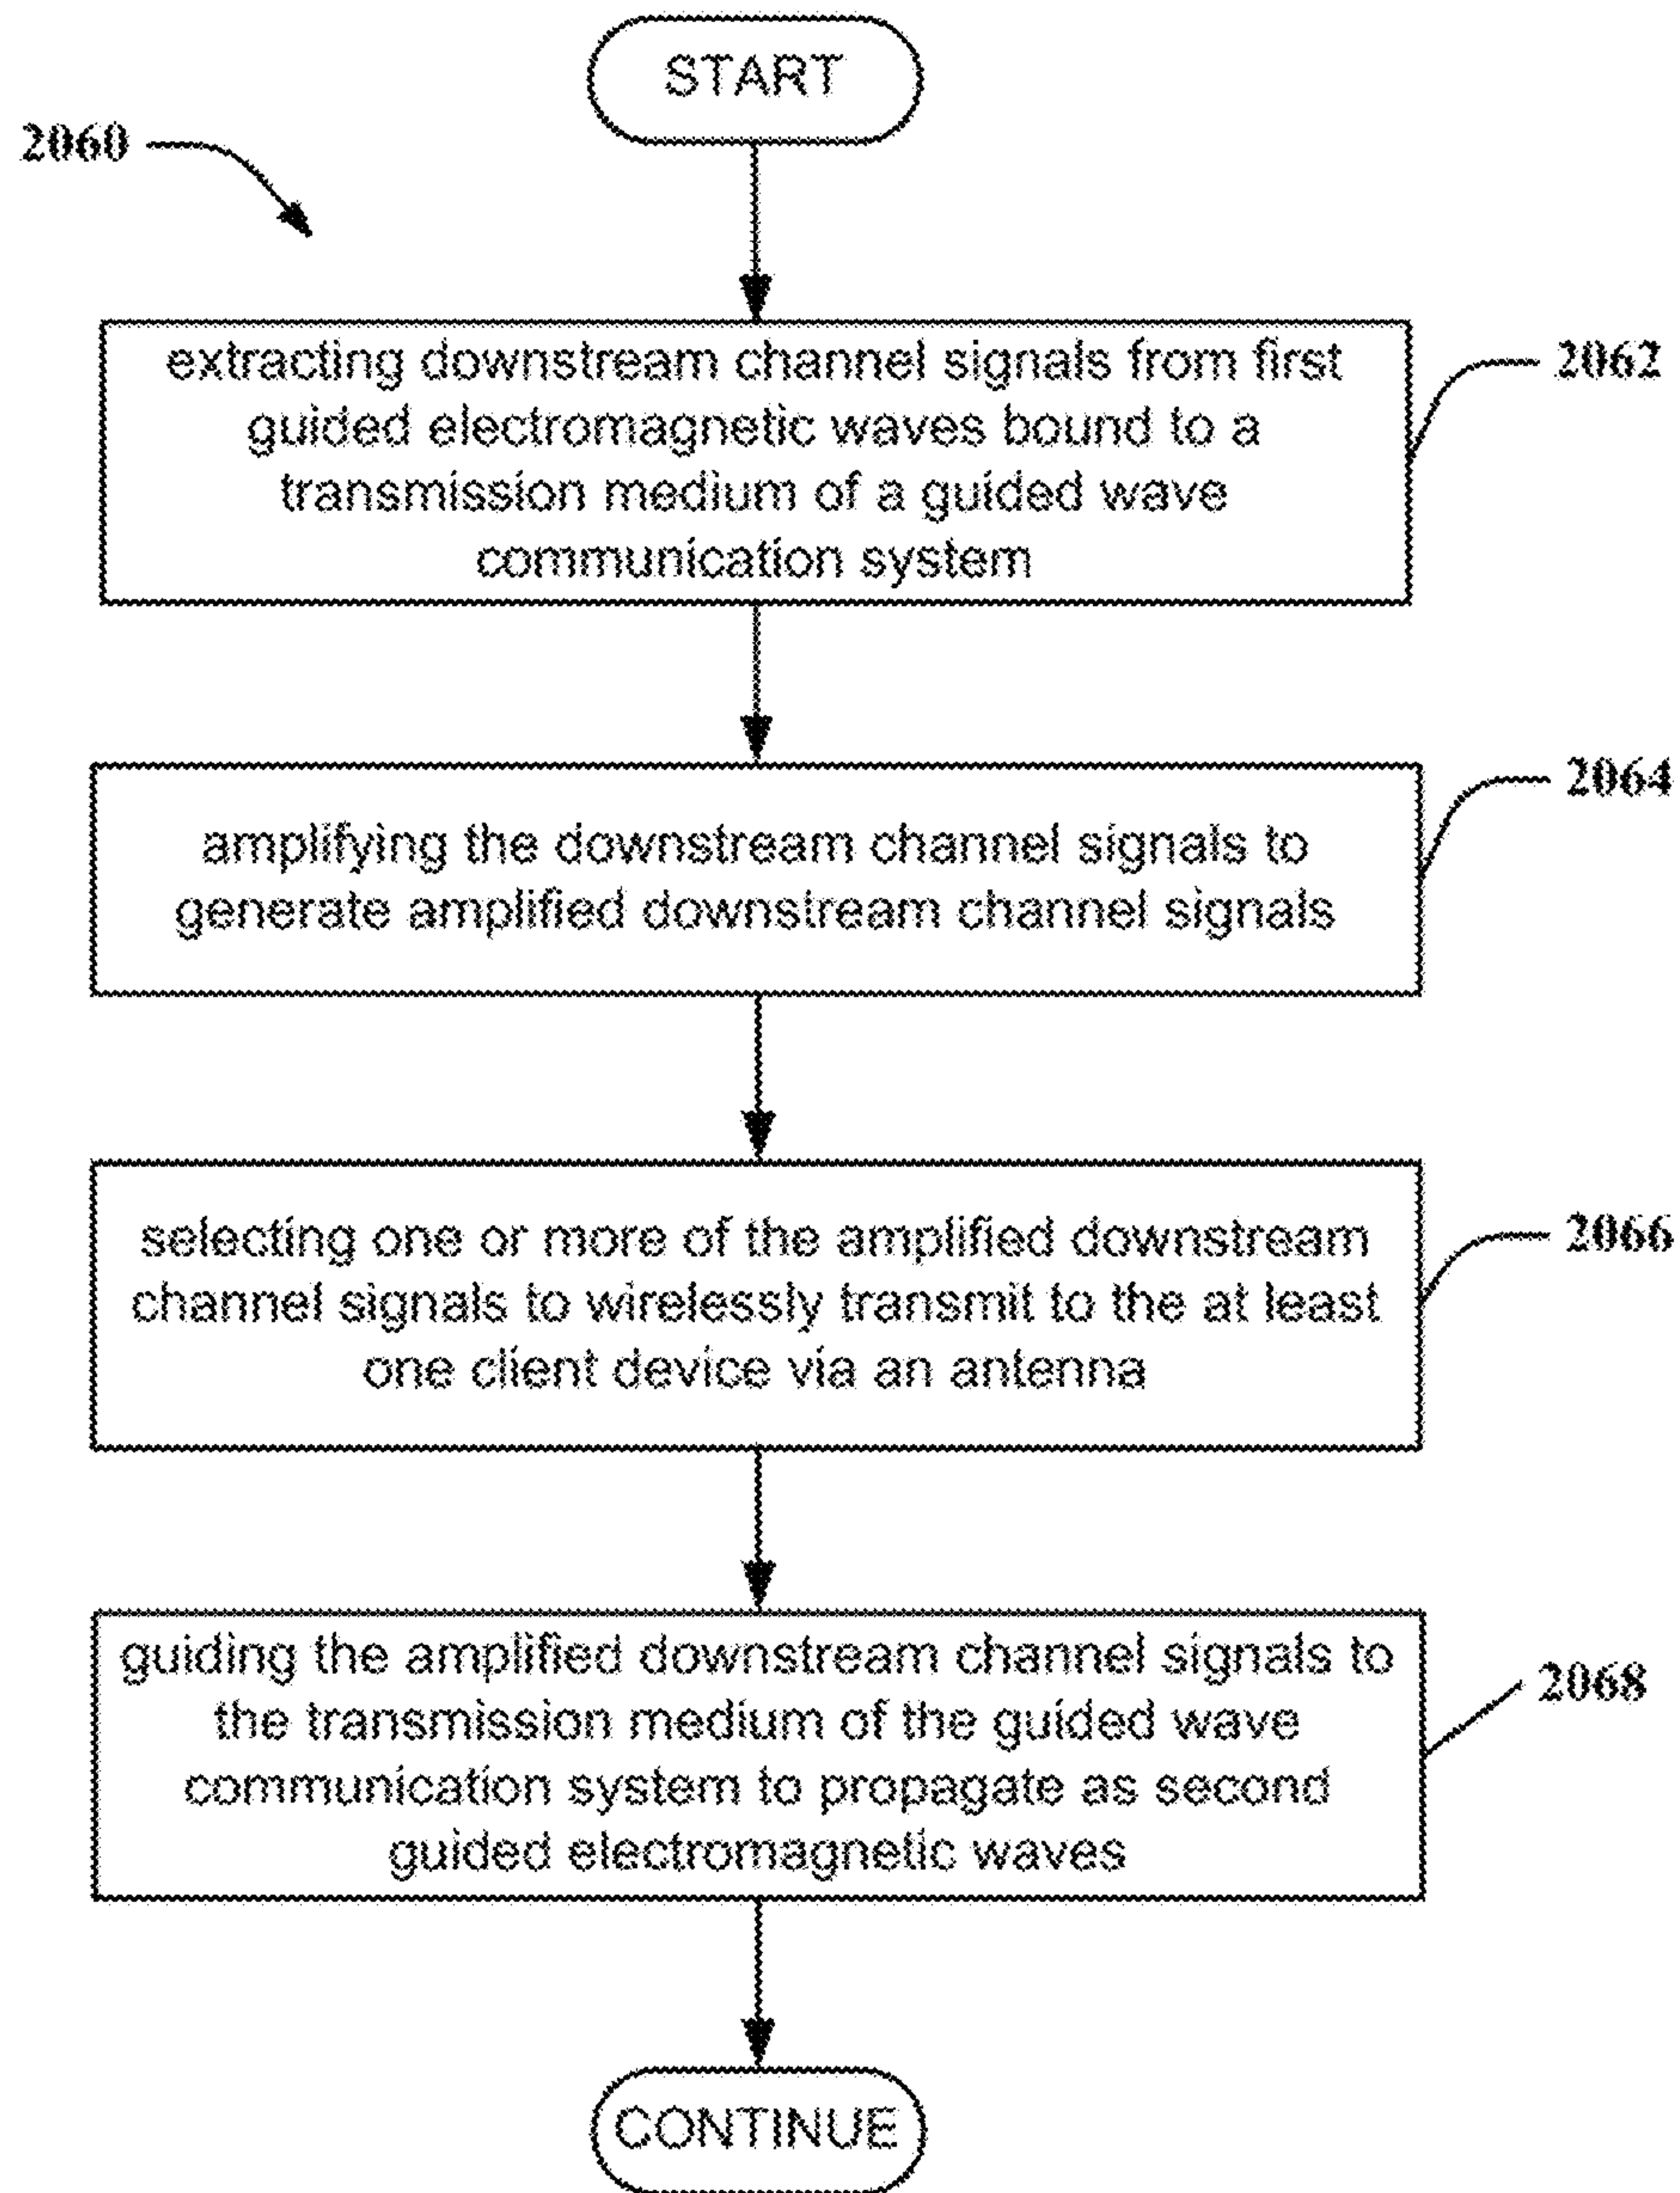 START
2060
extracting downstream channel signals from first
guided electromagnetic waves bound to a
transmission medium of a guided wave
communication system
2062
amplifying the downstream channel signals to
generate amplified downstream channel signals
2064
selecting one or more of the amplified downstream
channel signals to wirelessly transmit to the at least
one client device via an antenna
2066
guiding the amplified downstream channel signals to
the transmission medium of the guided wave
communication system to propagate as second
guided electromagnetic waves
2068
CONTINUE